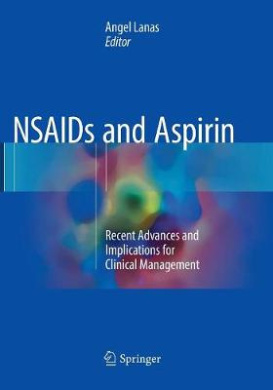 Angel Lanas
Editor
NSAIDs and Aspirin
Recent Advances and
Implications for
Clinical Management
Springer